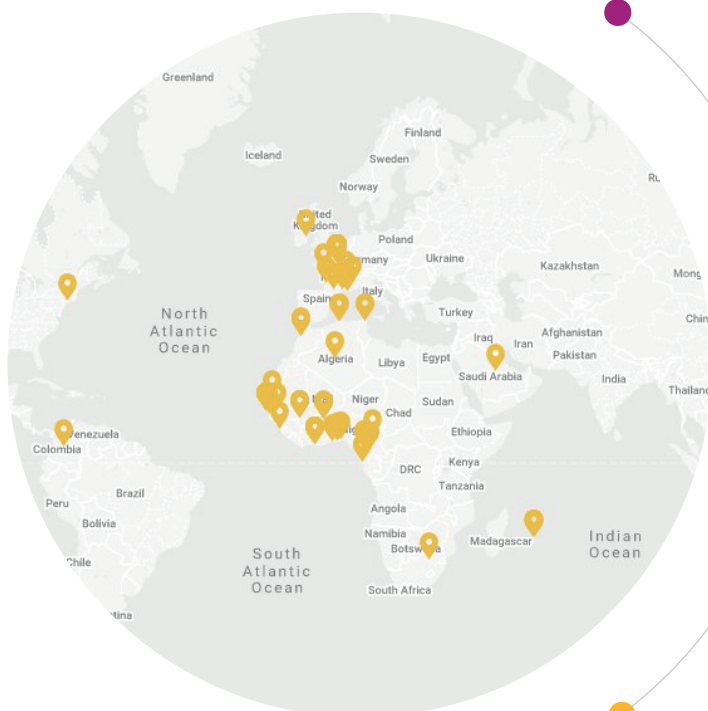 Greenland
Finland
Iceland
Sweden
Norway
Kingdom
Poland
Ukraine
Kazakhstan
Italy
Spain
North
Atlantic
Ocean
Turkey
Iraq
Afghanistan
Iran
Pakistan
Algeria
Libya
Egypt
Saudi Arabia
India
Niger
Sudan
Chad
Ethiopia
Colombia
Kenya
DRC
Tanzania
Brazil
Peru
Angola
Bolivia
Namibia
Madagascar
Indian
Ocean
South
Atlantic
Ocean
South Africa